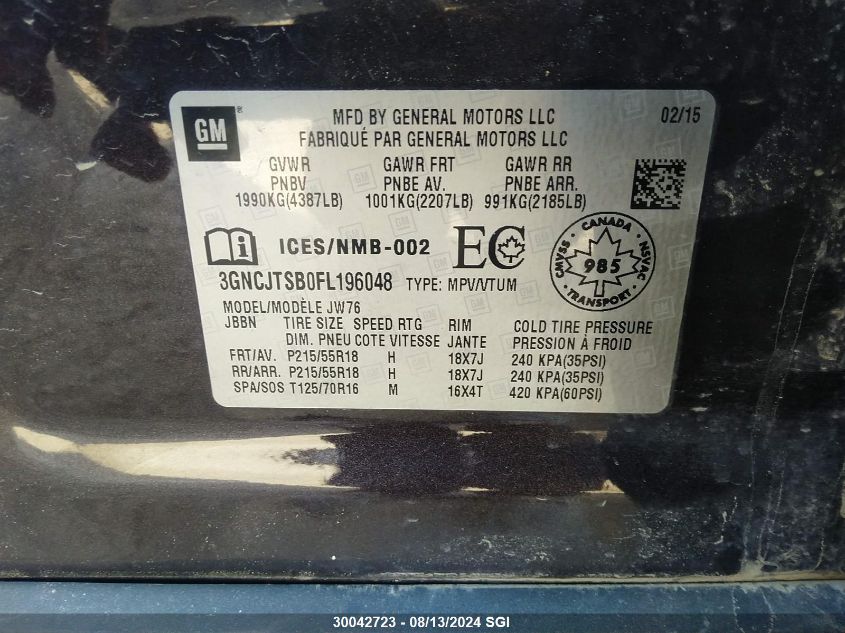 GM ®
MFD BY GENERAL MOTORS LLC 02/15
FABRIQUÉ PAR GENERAL MOTORS LLC
GVWR GAWR FRT GAWR RR
PNBV PNBE AV. PNBE ARR.
1990KG(4387LB) 1001KG(2207LB) 991KG(2185LB)
ICES/NMB-002 EC
CANADA
CMVSS 985 NSVAC
TRANSPORT
3GNCJTSB0FL196048 TYPE: MPV/VTUM
MODEL/MODÈLE JW76
JBBN TIRE SIZE SPEED RTG RIM COLD TIRE PRESSURE
DIM. PNEU COTE VITESSE JANTE PRESSION À FROID
FRT/AV. P215/55R18 H 18X7J 240 KPA(35PSI)
RR/ARR. P215/55R18 H 18X7J 240 KPA(35PSI)
SPA/SOS T125/70R16 M 16X4T 420 KPA(60PSI)
30042723 - 08/13/2024 SGI